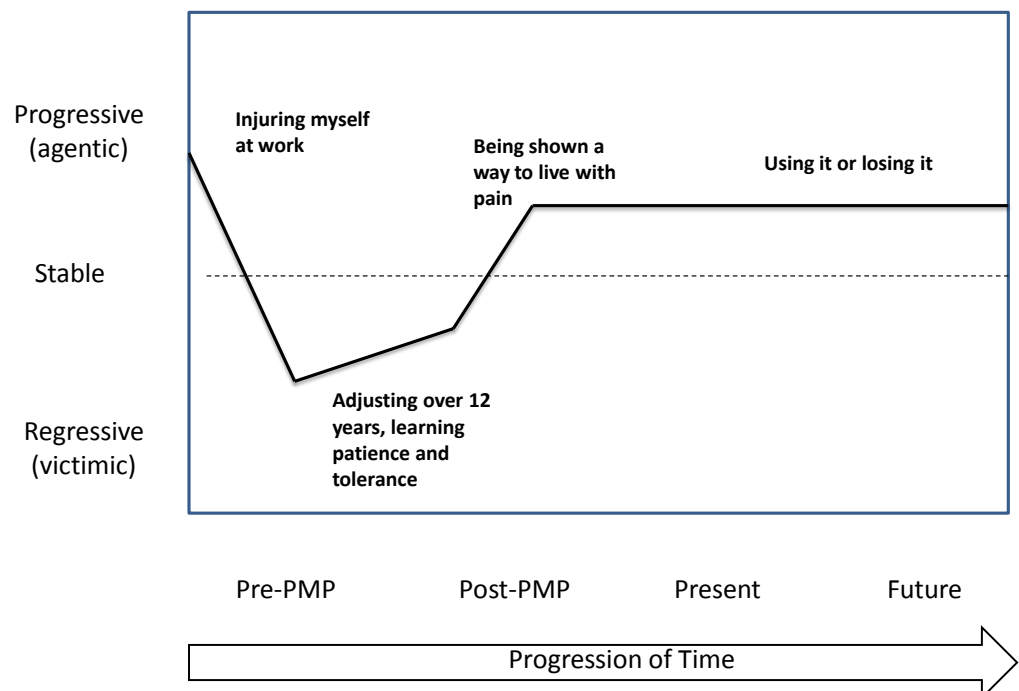 Progressive
(agentic)
Injuring myself
at work
Being shown a
way to live with
pain
Using it or losing it
Stable
Adjusting over 12
years, learning
patience and
tolerance
Regressive
(victimic)
Pre-PMP
Post-PMP
Present
Future
Progression of Time